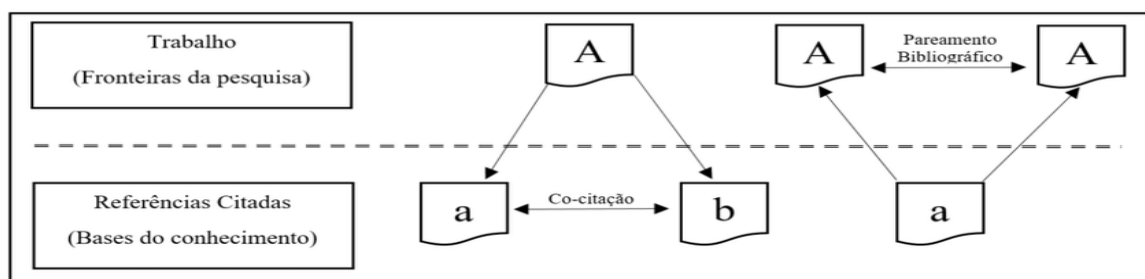 Trabalho
(Fronteiras da pesquisa)
A
A
Pareamento
Bibliográfico
A
Referências Citadas
(Bases do conhecimento)
a
Co-citação
b
a